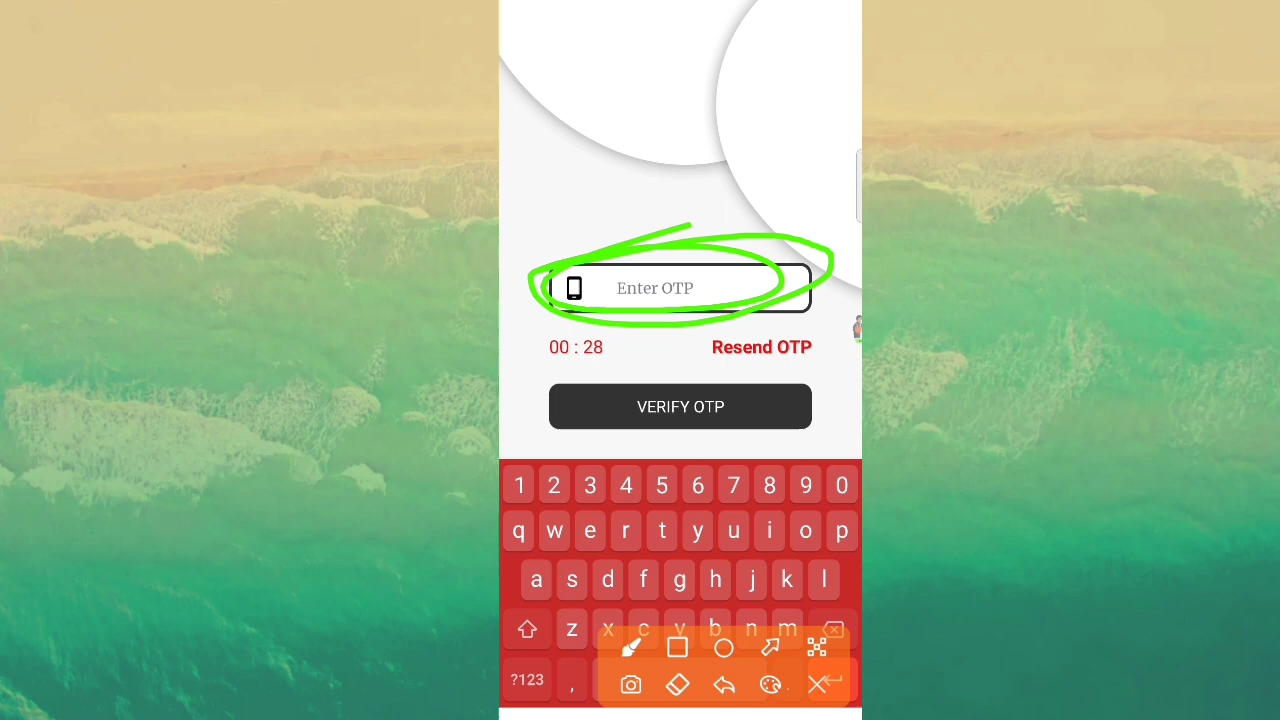 Enter OTP
00 : 28 Resend OTP
VERIFY OTP
1 2 3 4 5 6 7 8 9 0
q w e r t y u i o p
a s d f g h j k l
z x c v b n m
?123 , .